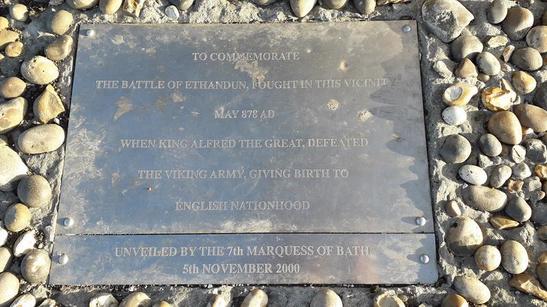 TO COMMEMORATE
THE BATTLE OF ETHANDUN, FOUGHT IN THIS VICINITY
MAY 878 AD
WHEN KING ALFRED THE GREAT, DEFEATED
THE VIKING ARMY, GIVING BIRTH TO
ENGLISH NATIONHOOD
UNVEILED BY THE 7th MARQUESS OF BATH
5th NOVEMBER 2000